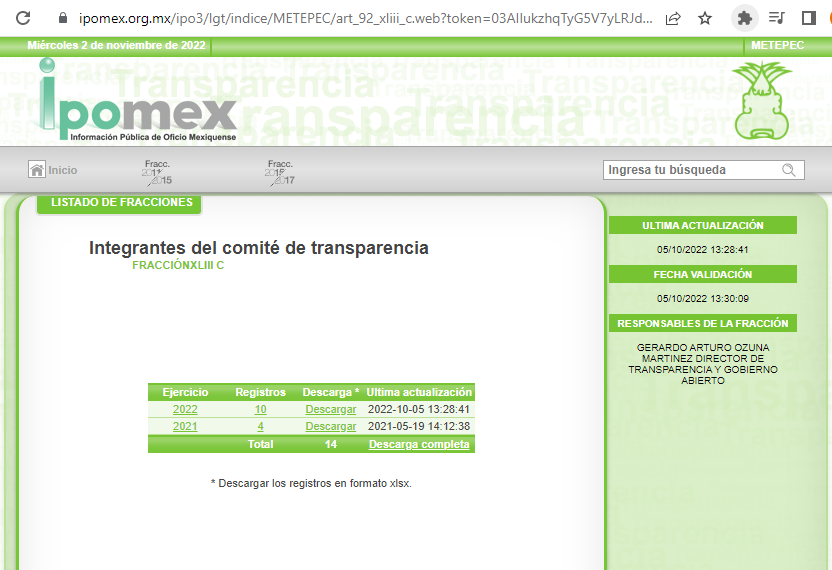 ipomex.org.mx/ipo3/lgt/indice/METEPEC/art_92_xliii_c.web?token=03AIIukzhqTyG5V7yLRJd...
Miércoles 2 de noviembre de 2022
METEPEC
Transparencia
ipomex
Información Pública de Oficio Mexiquense
Inicio
Fracc.
2015
Fracc.
2017
Ingresa tu búsqueda
LISTADO DE FRACCIONES
Integrantes del comité de transparencia
FRACCIÓNXLIII C
Ejercicio Registros Descarga * Ultima actualización
2022 10 Descargar 2022-10-05 13:28:41
2021 4 Descargar 2021-05-19 14:12:38
Total 14 Descarga completa
* Descargar los registros en formato xlsx.
ULTIMA ACTUALIZACIÓN
05/10/2022 13:28:41
FECHA VALIDACIÓN
05/10/2022 13:30:09
RESPONSABLES DE LA FRACCIÓN
GERARDO ARTURO OZUNA
MARTINEZ DIRECTOR DE
TRANSPARENCIA Y GOBIERNO
ABIERTO